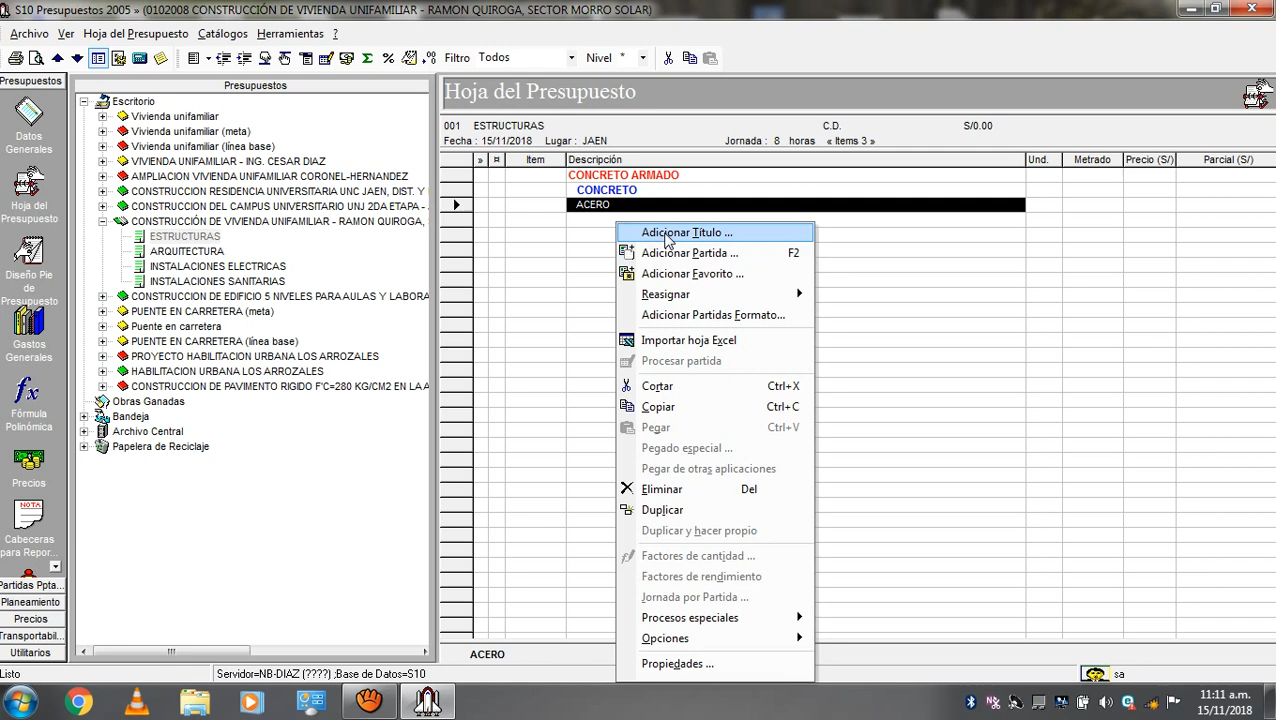 S10 Presupuestos 2005 » (0102008 CONSTRUCCIÓN DE VIVIENDA UNIFAMILIAR - RAMON QUIROGA, SECTOR MORRO SOLAR)
Archivo Ver Hoja del Presupuesto Catálogos Herramientas ?
Filtro Todos Nivel *
Presupuestos
Datos
Generales
Hoja del
Presupuesto
Diseño Pie
de
Presupuesto
Gastos
Generales
Fórmula
Polinómica
Precios
NOTA
Cabeceras
para Repor...
Partidas Ppta...
Planeamiento
Precios
Transportabil...
Utilitarios
Presupuestos
Escritorio
Vivienda unifamiliar
Vivienda unifamiliar (meta)
Vivienda unifamiliar (línea base)
VIVIENDA UNIFAMILIAR - ING. CESAR DIAZ
AMPLIACION VIVIENDA UNIFAMILIAR CORONEL-HERNANDEZ
CONSTRUCCION RESIDENCIA UNIVERSITARIA UNC JAEN, DIST. Y
CONSTRUCCION DEL CAMPUS UNIVERSITARIO UNJ 2DA ETAPA -
CONSTRUCCIÓN DE VIVIENDA UNIFAMILIAR - RAMON QUIROGA,
ESTRUCTURAS
ARQUITECTURA
INSTALACIONES ELECTRICAS
INSTALACIONES SANITARIAS
CONSTRUCCION DE EDIFICIO 5 NIVELES PARA AULAS Y LABORA
PUENTE EN CARRETERA (meta)
Puente en carretera
PUENTE EN CARRETERA (línea base)
PROYECTO HABILITACION URBANA LOS ARROZALES
HABILITACION URBANA LOS ARROZALES
CONSTRUCCION DE PAVIMENTO RIGIDO F'C=280 KG/CM2 EN LA A
Obras Ganadas
Bandeja
Archivo Central
Papelera de Reciclaje
Hoja del Presupuesto
001 ESTRUCTURAS C.D. S/0.00
Fecha : 15/11/2018 Lugar : JAEN Jornada : 8 horas « Items 3 »
» ¤ Item Descripción Und. Metrado Precio (S/) Parcial (S/)
CONCRETO ARMADO
CONCRETO
ACERO
Adicionar Título ...
Adicionar Partida ... F2
Adicionar Favorito ...
Reasignar
Adicionar Partidas Formato...
Importar hoja Excel
Procesar partida
Cortar Ctrl+X
Copiar Ctrl+C
Pegar Ctrl+V
Pegado especial ...
Pegar de otras aplicaciones
Eliminar Del
Duplicar
Duplicar y hacer propio
Factores de cantidad ...
Factores de rendimiento
Jornada por Partida ...
Procesos especiales
Opciones
Propiedades ...
ACERO
Listo Servidor=NB-DIAZ (????) ;Base de Datos=S10 sa
11:11 a.m.
15/11/2018